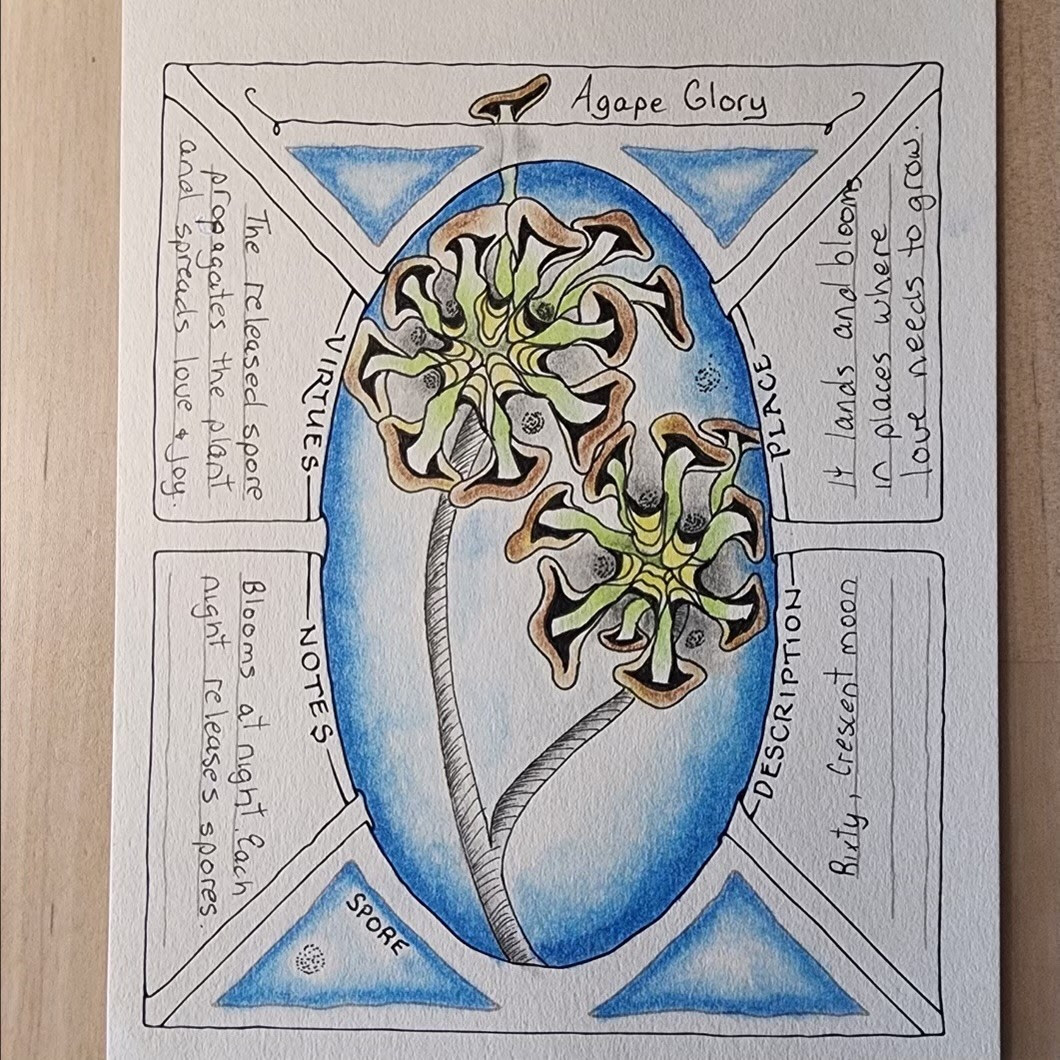 Agape Glory
VIRTUES
The released spore
propagates the plant
and spreads love & joy.
PLACE
It lands and blooms
in places where
love needs to grow.
NOTES
Blooms at night. Each
night releases spores.
DESCRIPTION
Rixty, Crescent moon
SPORE